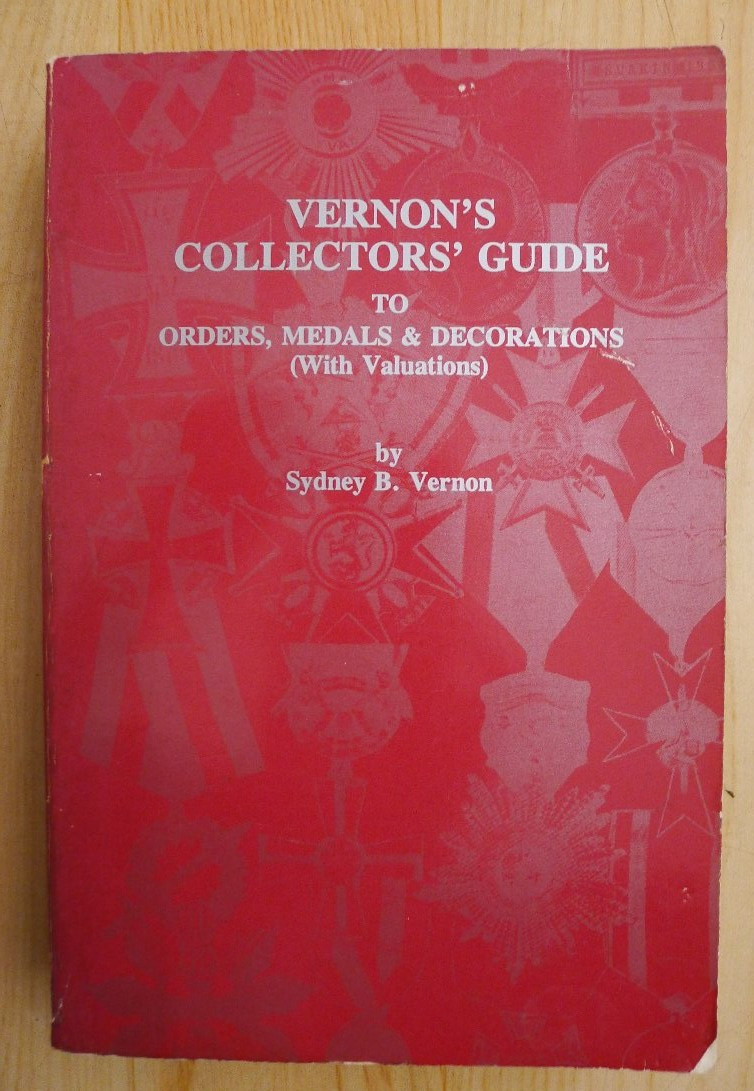 VERNON'S
COLLECTORS' GUIDE
TO
ORDERS, MEDALS & DECORATIONS
(With Valuations)
by
Sydney B. Vernon